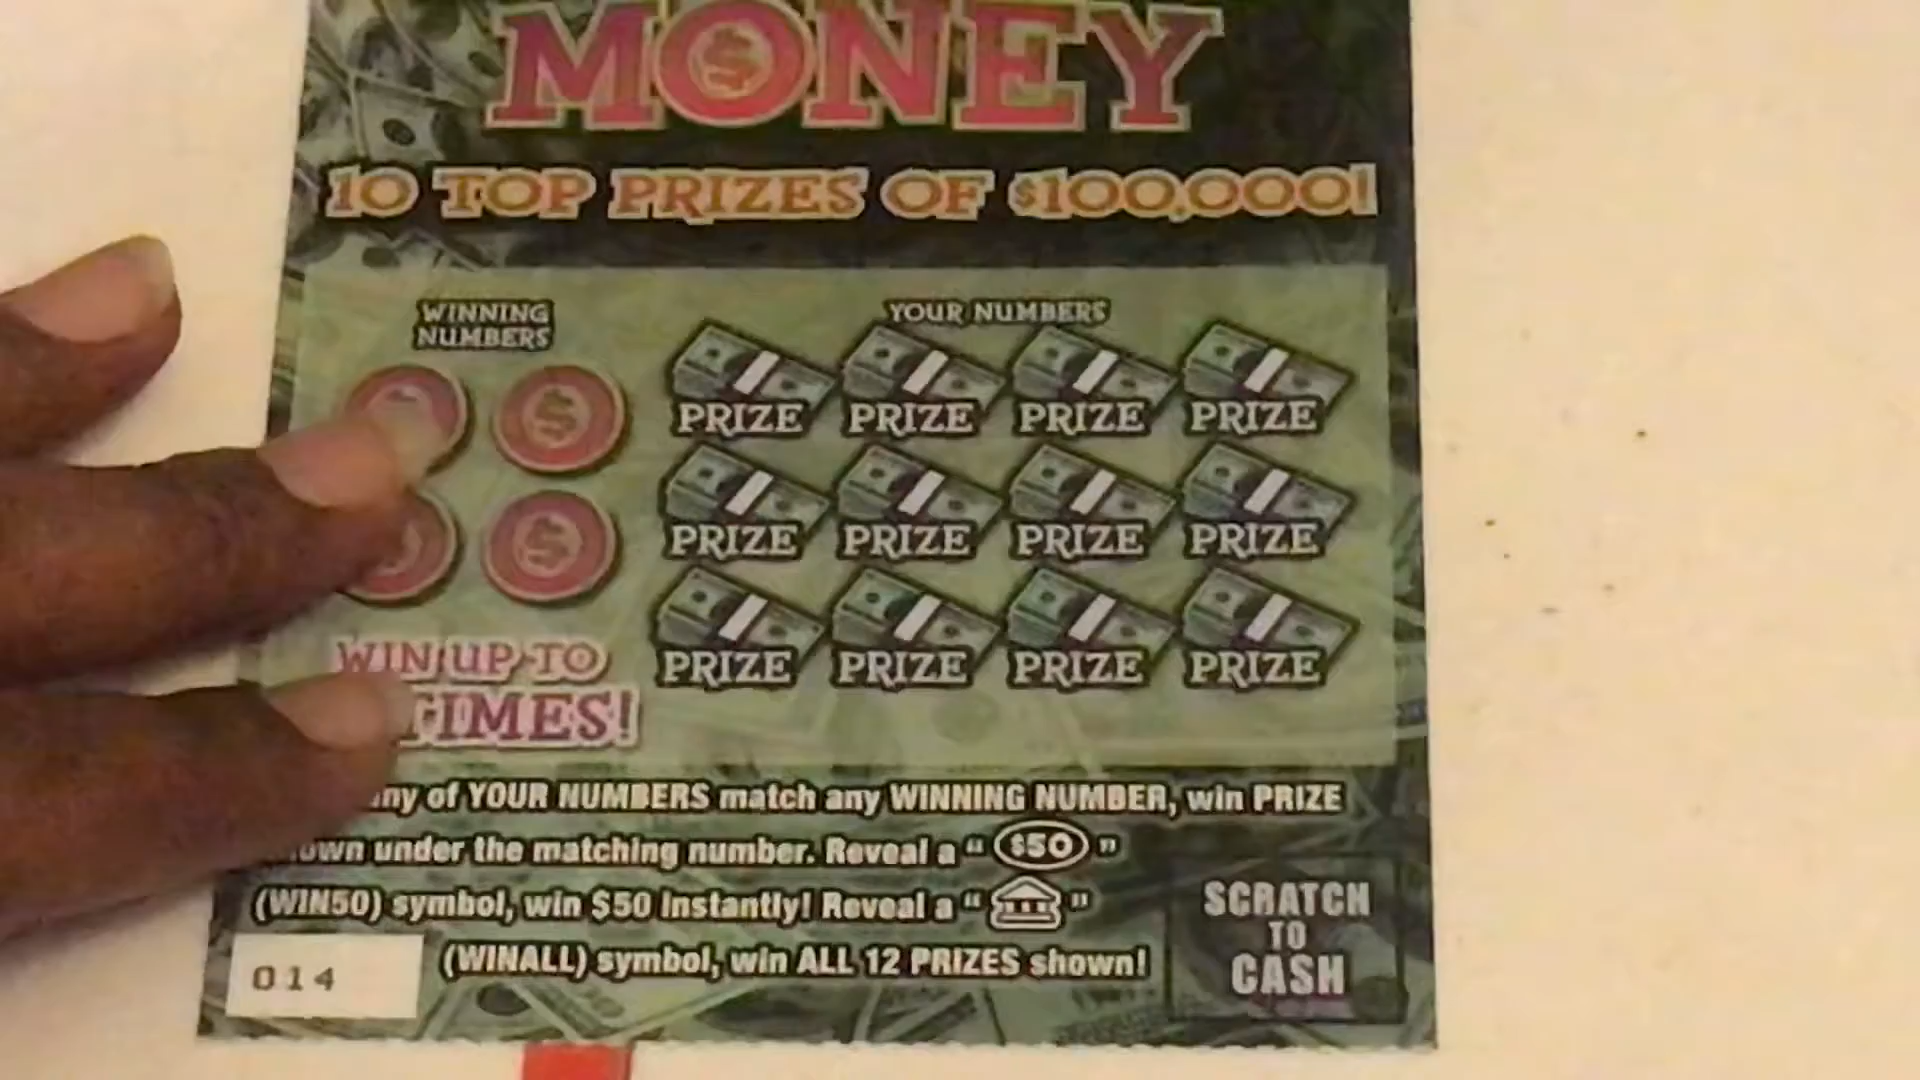 MONEY
10 TOP PRIZES OF $100,000!
WINNING
NUMBERS
YOUR NUMBERS
PRIZE PRIZE PRIZE PRIZE
PRIZE PRIZE PRIZE PRIZE
PRIZE PRIZE PRIZE PRIZE
WIN UP TO
TIMES!
any of YOUR NUMBERS match any WINNING NUMBER, win PRIZE
under the matching number. Reveal a "$50"
(WIN50) symbol, win $50 instantly! Reveal a " "
(WINALL) symbol, win ALL 12 PRIZES shown!
014
SCRATCH
TO
CASH